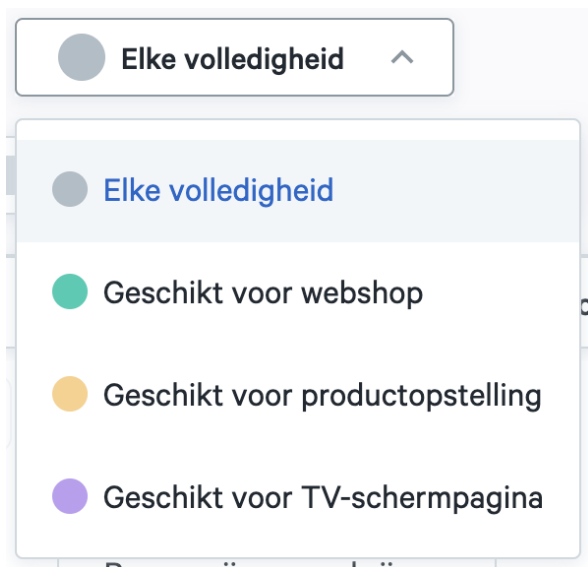 Elke volledigheid
Elke volledigheid
Geschikt voor webshop
Geschikt voor productopstelling
Geschikt voor TV-schermpagina